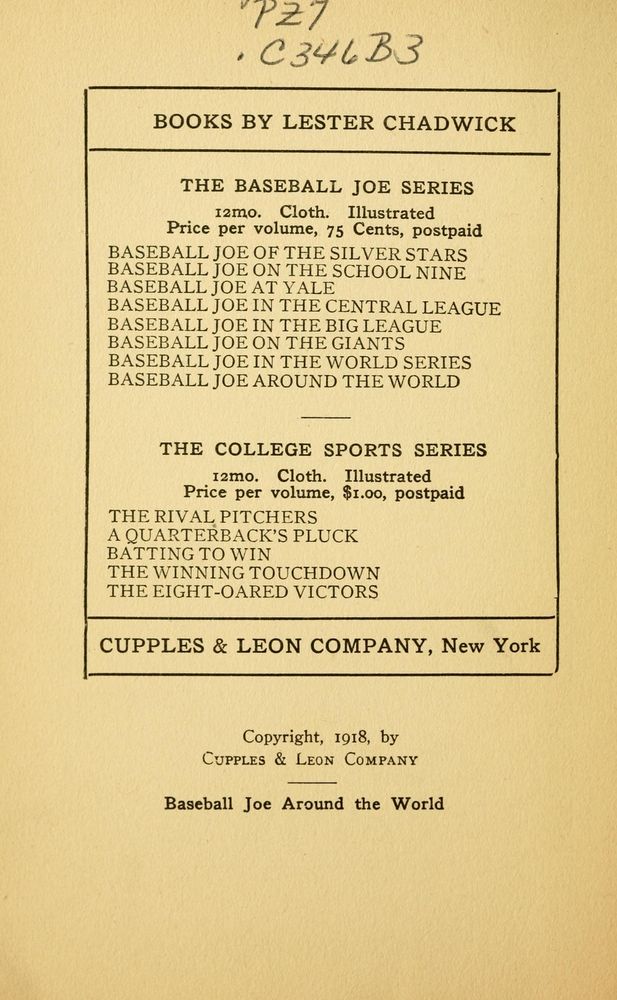 PZ7
.C346B3
BOOKS BY LESTER CHADWICK
THE BASEBALL JOE SERIES
12mo. Cloth. Illustrated
Price per volume, 75 Cents, postpaid
BASEBALL JOE OF THE SILVER STARS
BASEBALL JOE ON THE SCHOOL NINE
BASEBALL JOE AT YALE
BASEBALL JOE IN THE CENTRAL LEAGUE
BASEBALL JOE IN THE BIG LEAGUE
BASEBALL JOE ON THE GIANTS
BASEBALL JOE IN THE WORLD SERIES
BASEBALL JOE AROUND THE WORLD
THE COLLEGE SPORTS SERIES
12mo. Cloth. Illustrated
Price per volume, $1.00, postpaid
THE RIVAL PITCHERS
A QUARTERBACK'S PLUCK
BATTING TO WIN
THE WINNING TOUCHDOWN
THE EIGHT-OARED VICTORS
CUPPLES & LEON COMPANY, New York
Copyright, 1918, by
CUPPLES & LEON COMPANY
Baseball Joe Around the World